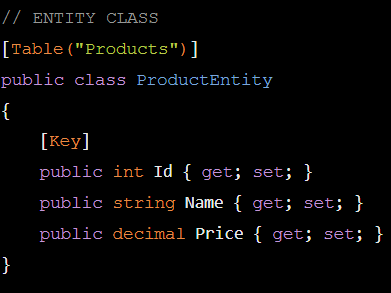 // ENTITY CLASS
[Table("Products")]
public class ProductEntity
{
    [Key]
    public int Id { get; set; }
    public string Name { get; set; }
    public decimal Price { get; set; }
}